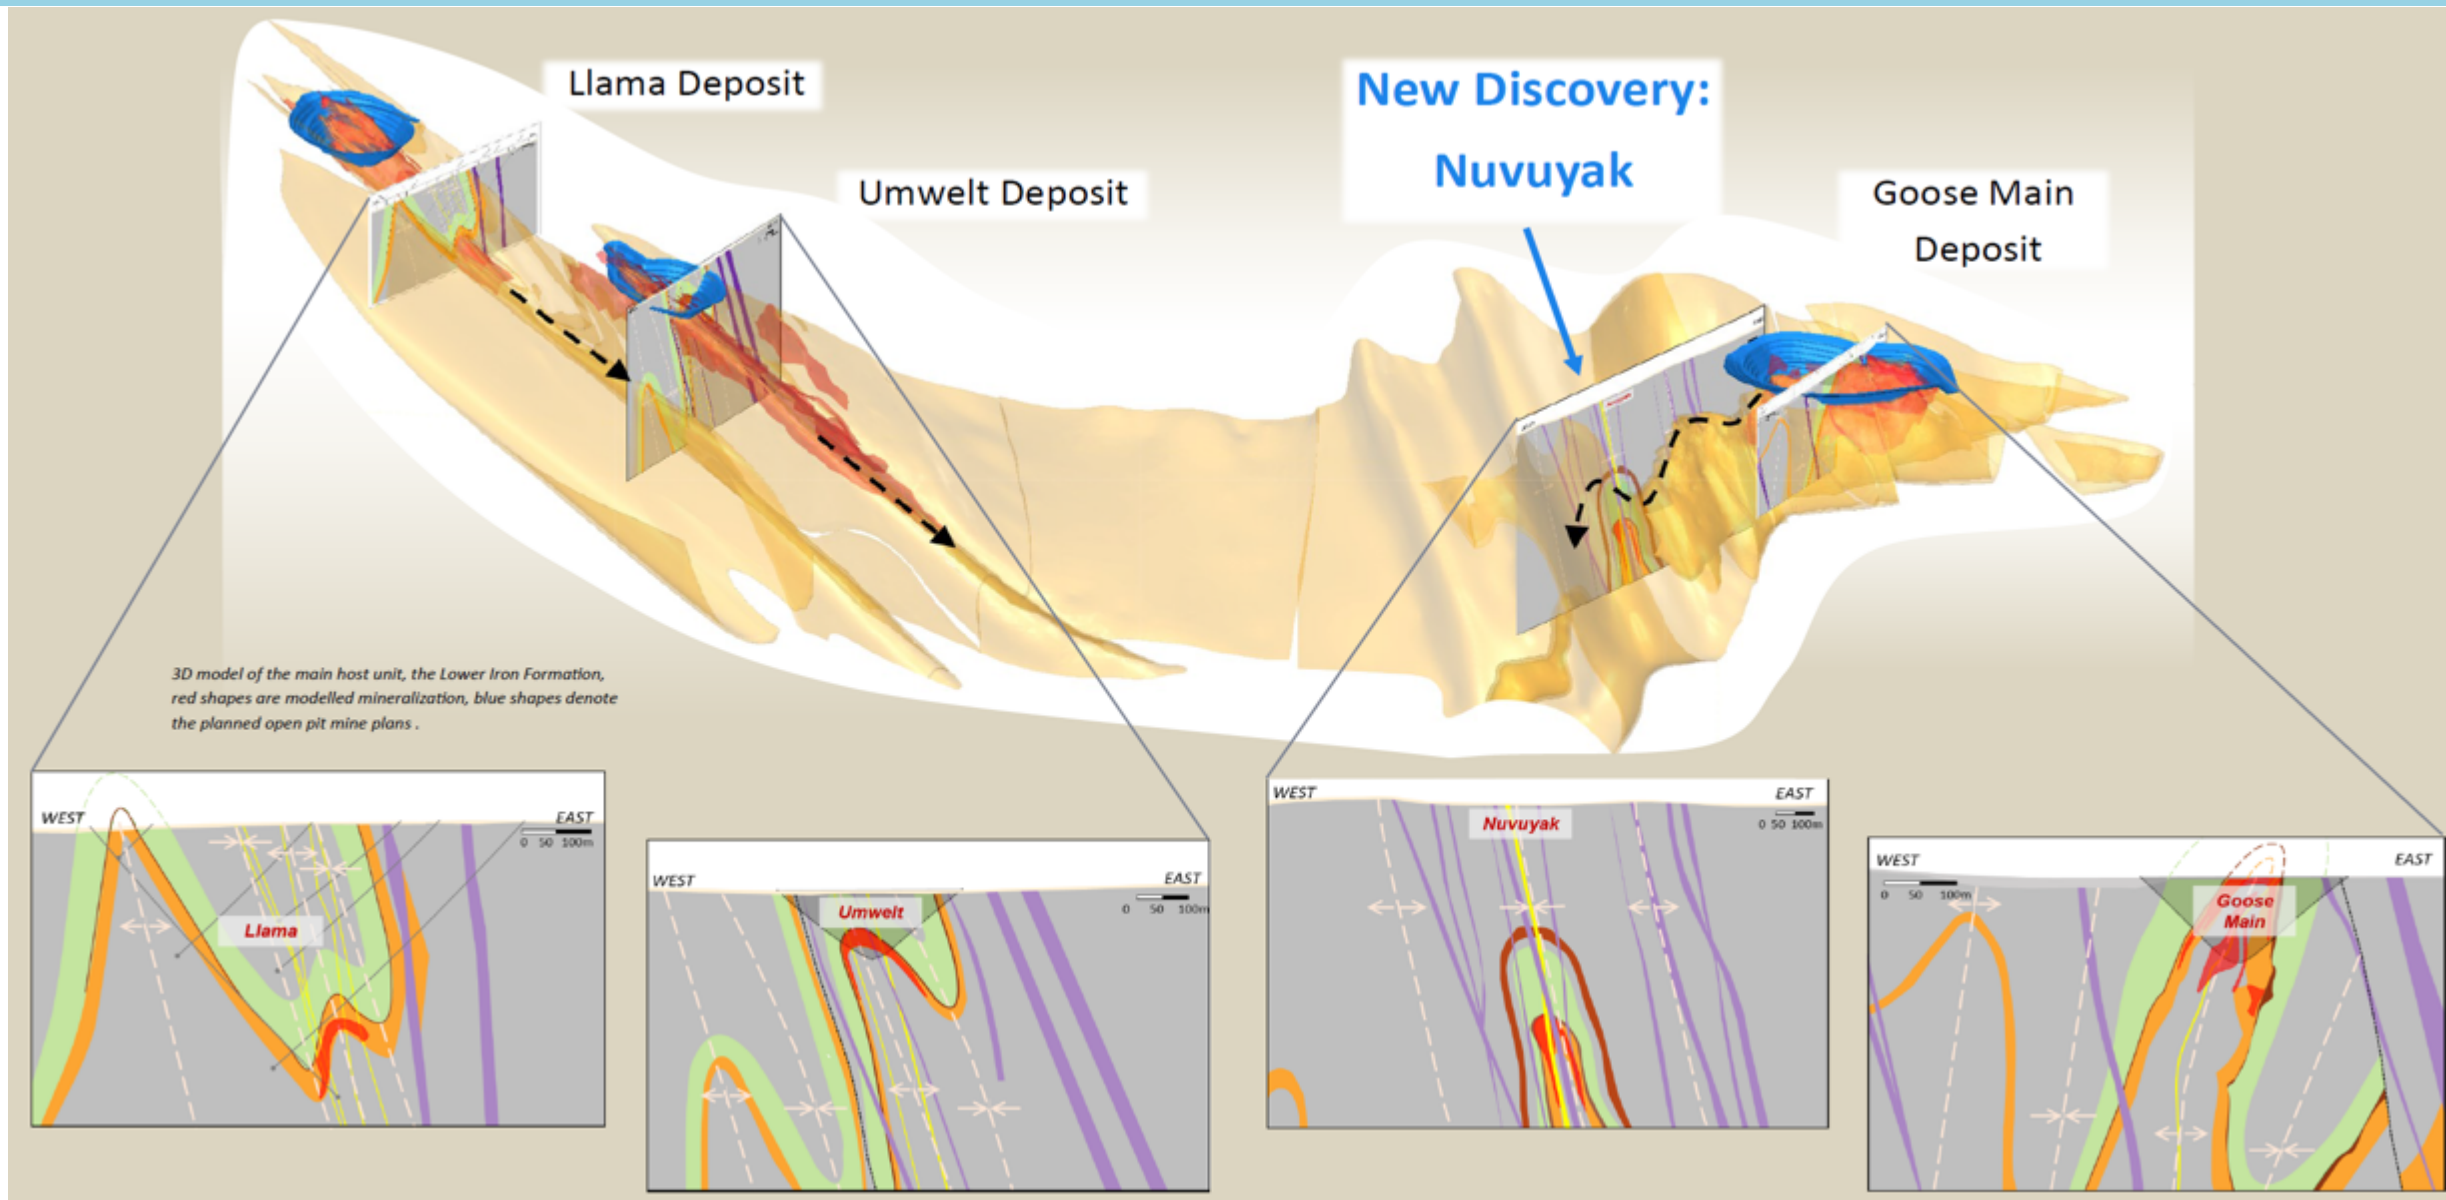 Llama Deposit
Umwelt Deposit
New Discovery:
Nuvuyak
Goose Main
Deposit
Nuvuyak
3D model of the main host unit, the Lower Iron Formation,
red shapes are modelled mineralization, blue shapes denote
the planned open pit mine plans .
WEST
EAST
0 50 100m
Llama
WEST
EAST
0 50 100m
Umwelt
WEST
EAST
0 50 100m
Nuvuyak
WEST
EAST
0 50 100m
Goose
Main